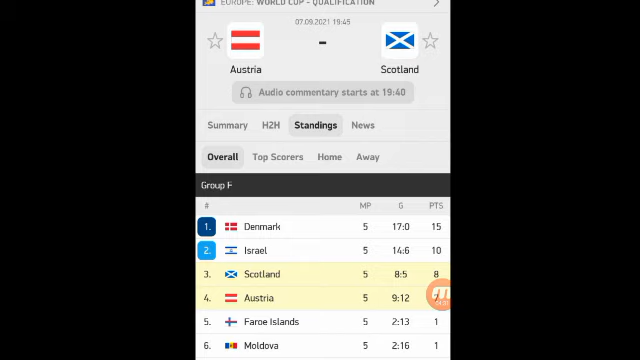 EUROPE: WORLD CUP - QUALIFICATION
07.09.2021 19:45
-
Austria
Scotland
Audio commentary starts at 19:40
Summary H2H Standings News
Overall Top Scorers Home Away
Group F
# MP G PTS
1. Denmark 5 17:0 15
2. Israel 5 14:6 10
3. Scotland 5 8:5 8
4. Austria 5 9:12
5. Faroe Islands 5 2:13 1
6. Moldova 5 2:16 1